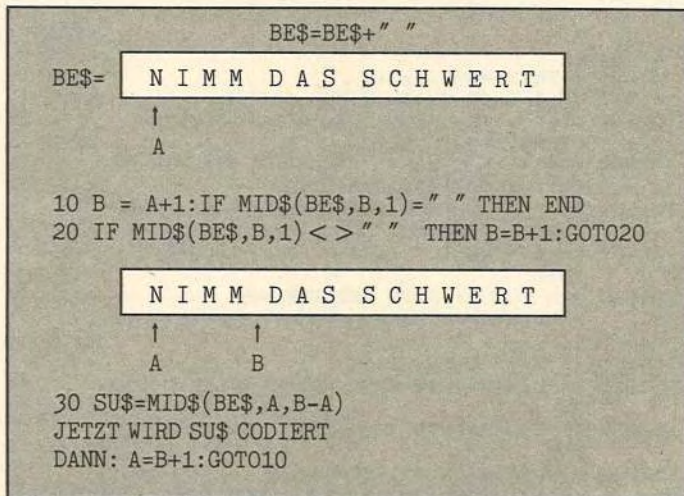 BE$=BE$+" "
BE$= N I M M D A S S C H W E R T
↑
A
10 B = A+1:IF MID$(BE$,B,1)=" " THEN END
20 IF MID$(BE$,B,1)< >" " THEN B=B+1:GOTO20
N I M M D A S S C H W E R T
↑ ↑
A B
30 SU$=MID$(BE$,A,B-A)
JETZT WIRD SU$ CODIERT
DANN: A=B+1:GOTO10